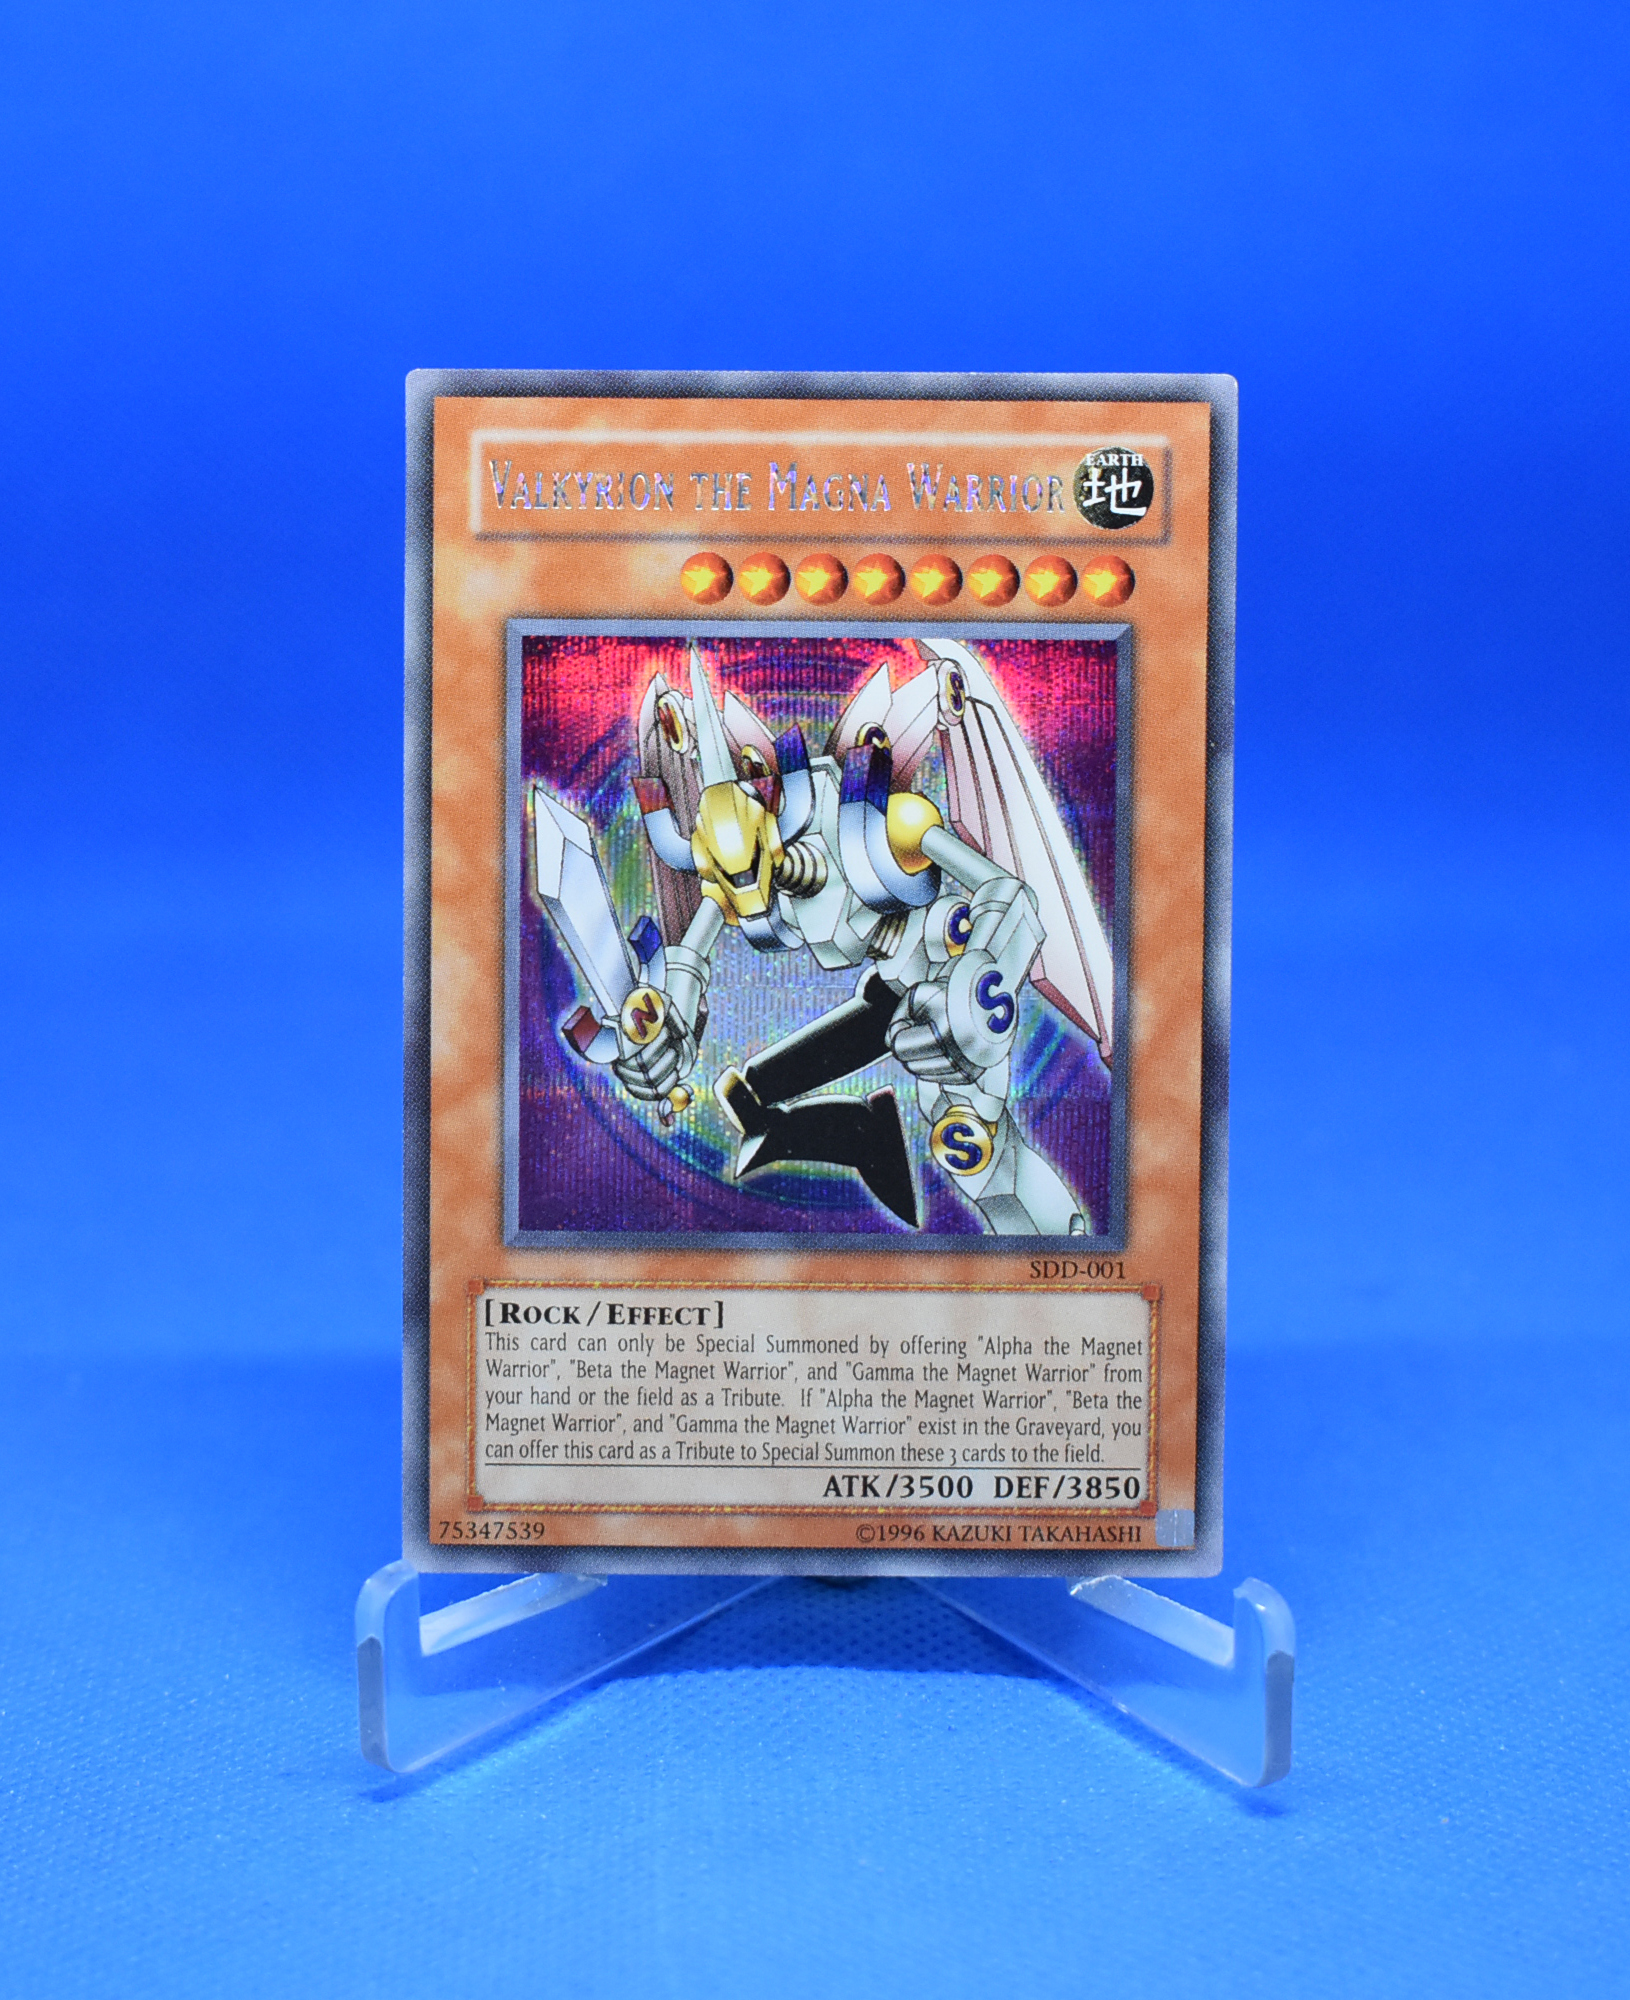 VALKYRION THE MAGNA WARRIOR
EARTH
地
N
S
S
N
S
S
SDD-001
[ROCK/EFFECT]
This card can only be Special Summoned by offering "Alpha the Magnet
Warrior", "Beta the Magnet Warrior", and "Gamma the Magnet Warrior" from
your hand or the field as a Tribute. If "Alpha the Magnet Warrior", "Beta the
Magnet Warrior", and "Gamma the Magnet Warrior" exist in the Graveyard, you
can offer this card as a Tribute to Special Summon these 3 cards to the field.
ATK/3500 DEF/3850
75347539
©1996 KAZUKI TAKAHASHI